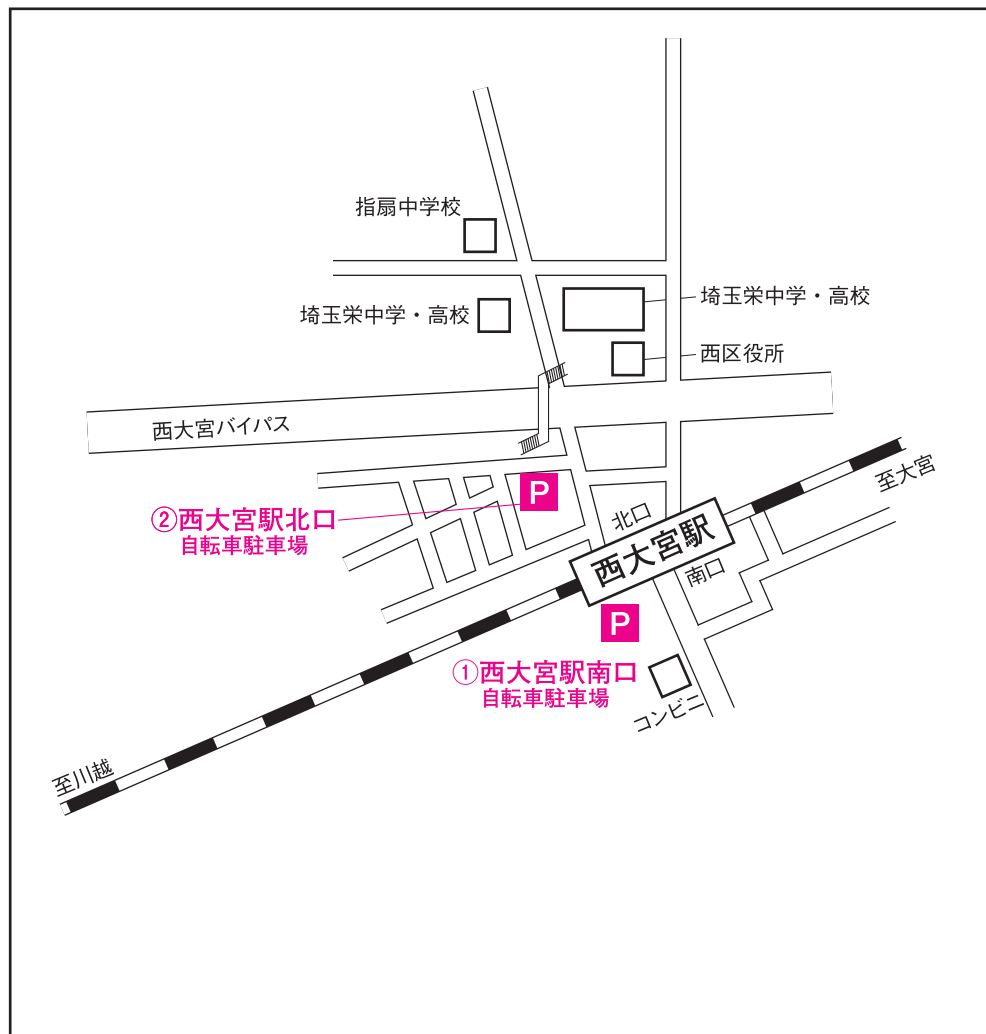 指扇中学校
埼玉栄中学・高校
埼玉栄中学・高校
西区役所
西大宮バイパス
至大宮
P
②西大宮駅北口
自転車駐車場
北口
西大宮駅
南口
P
①西大宮駅南口
自転車駐車場
コンビニ
至川越